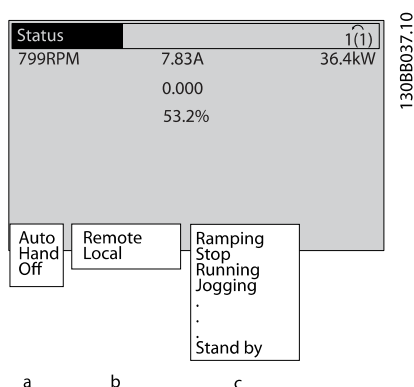 Status 1(1)
799RPM 7.83A 36.4kW
0.000
53.2%
Auto
Hand
Off
Remote
Local
Ramping
Stop
Running
Jogging
.
.
.
Stand by
a b c
130BB037.10